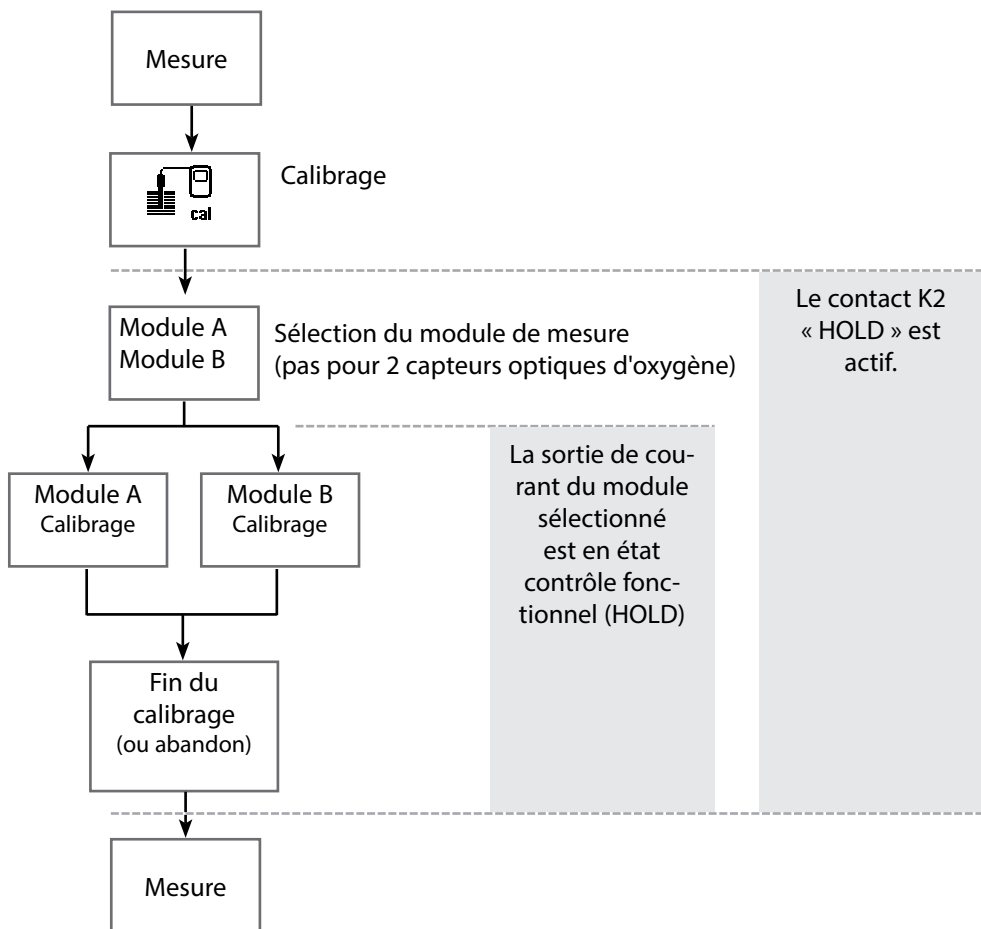 Mesure
cal
Calibrage
Module A
Module B
Sélection du module de mesure
(pas pour 2 capteurs optiques d'oxygène)
Le contact K2
« HOLD » est
actif.
Module A
Calibrage
Module B
Calibrage
La sortie de cou-
rant du module
sélectionné
est en état
contrôle fonc-
tionnel (HOLD)
Fin du
calibrage
(ou abandon)
Mesure